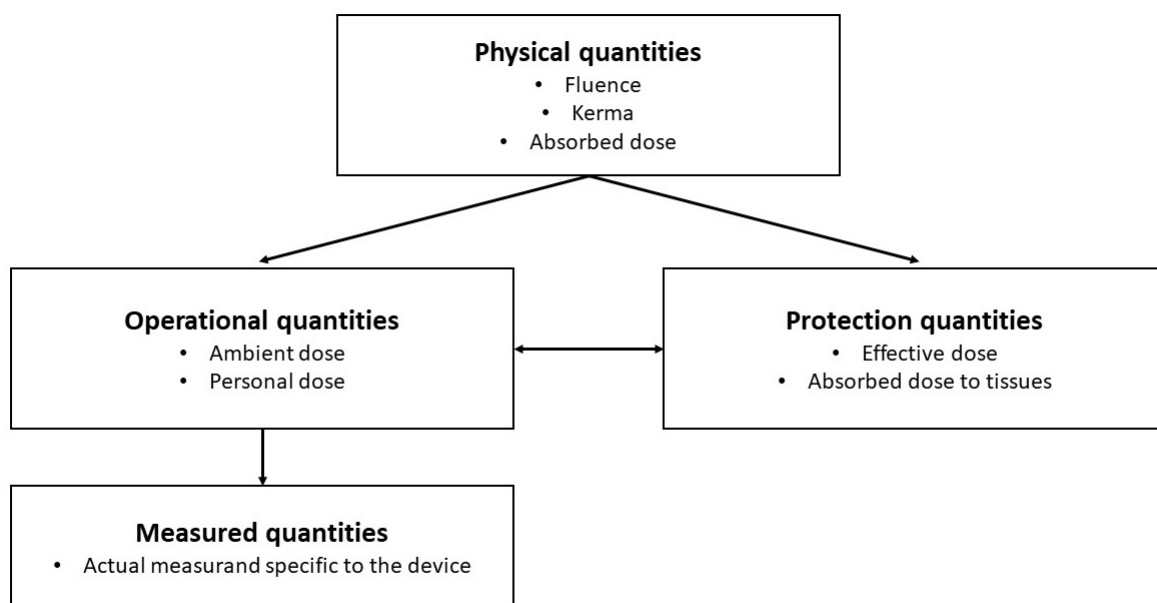 Physical quantities
• Fluence
• Kerma
• Absorbed dose
Operational quantities
• Ambient dose
• Personal dose
Protection quantities
• Effective dose
• Absorbed dose to tissues
Measured quantities
• Actual measurand specific to the device